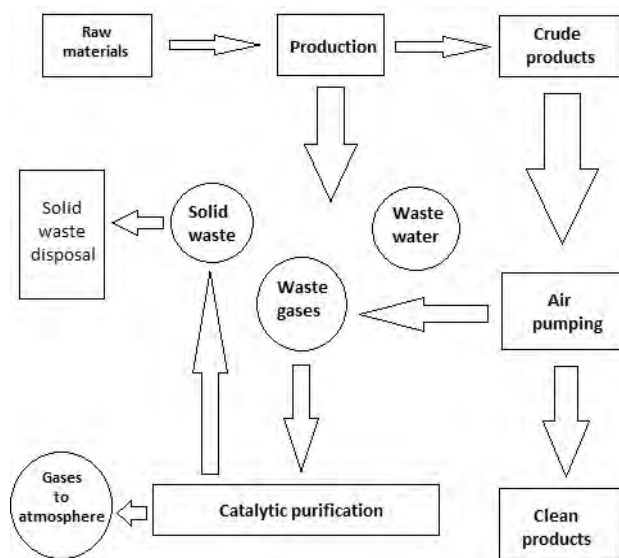 Raw
materials
Production
Crude
products
Solid
waste
disposal
Solid
waste
Waste
water
Waste
gases
Air
pumping
Gases
to
atmosphere
Catalytic purification
Clean
products